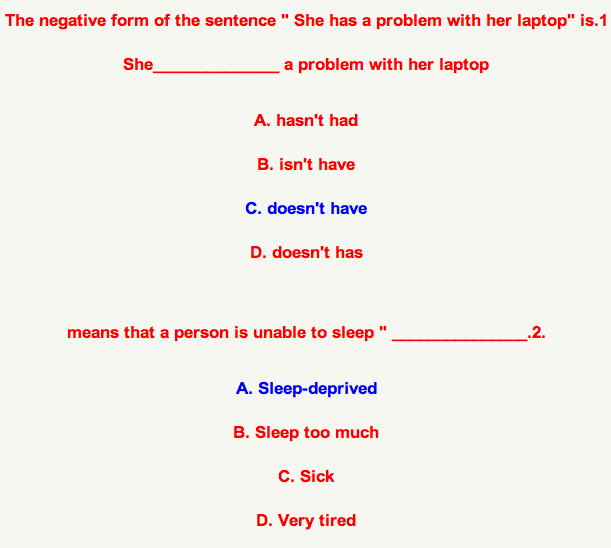 The negative form of the sentence " She has a problem with her laptop" is.1
She______________ a problem with her laptop
A. hasn't had
B. isn't have
C. doesn't have
D. doesn't has
means that a person is unable to sleep " _______________.2.
A. Sleep-deprived
B. Sleep too much
C. Sick
D. Very tired